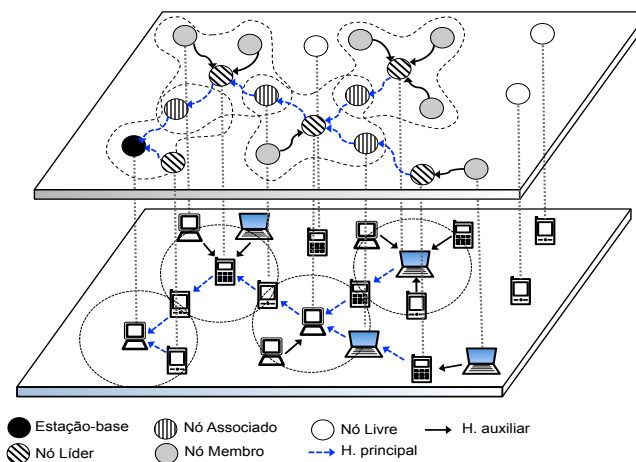 Estação-base
Nó Associado
Nó Livre
H. auxiliar
Nó Líder
Nó Membro
H. principal